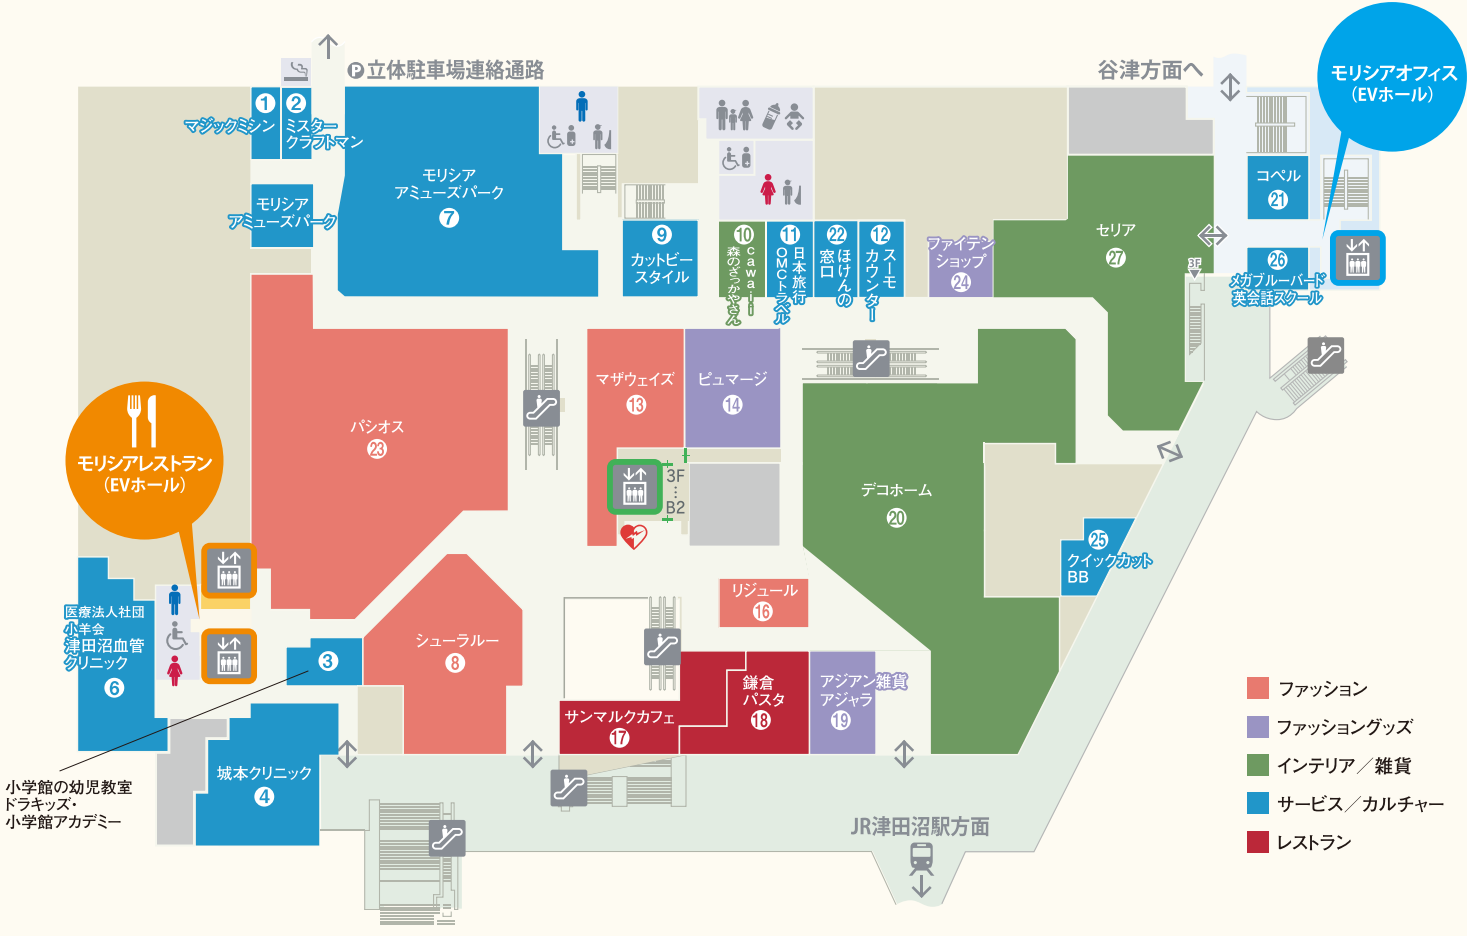 P立体駐車場連絡通路
谷津方面へ
モリシアオフィス
(EVホール)
1
マジックミシン
2
ミスター
クラフトマン
モリシア
アミューズパーク
モリシア
アミューズパーク
7
9
カットビー
スタイル
10
cawaii
森のざっかやさん
11
日本旅行
OMCトラベル
22
ほけんの
窓口
12
スーモ
カウンター
ファイテン
ショップ
24
セリア
27
コペル
21
26
メガブルーバード
英会話スクール
3F
パシオス
23
マザウェイズ
13
ピュマージ
14
3F
B2
デコホーム
20
25
クイックカット
BB
モリシアレストラン
(EVホール)
医療法人社団
小羊会
津田沼血管
クリニック
6
3
シューラルー
8
リジュール
16
サンマルクカフェ
17
鎌倉
パスタ
18
アジアン雑貨
アジャラ
19
城本クリニック
4
小学館の幼児教室
ドラキッズ・
小学館アカデミー
JR津田沼駅方面
ファッション
ファッショングッズ
インテリア／雑貨
サービス／カルチャー
レストラン